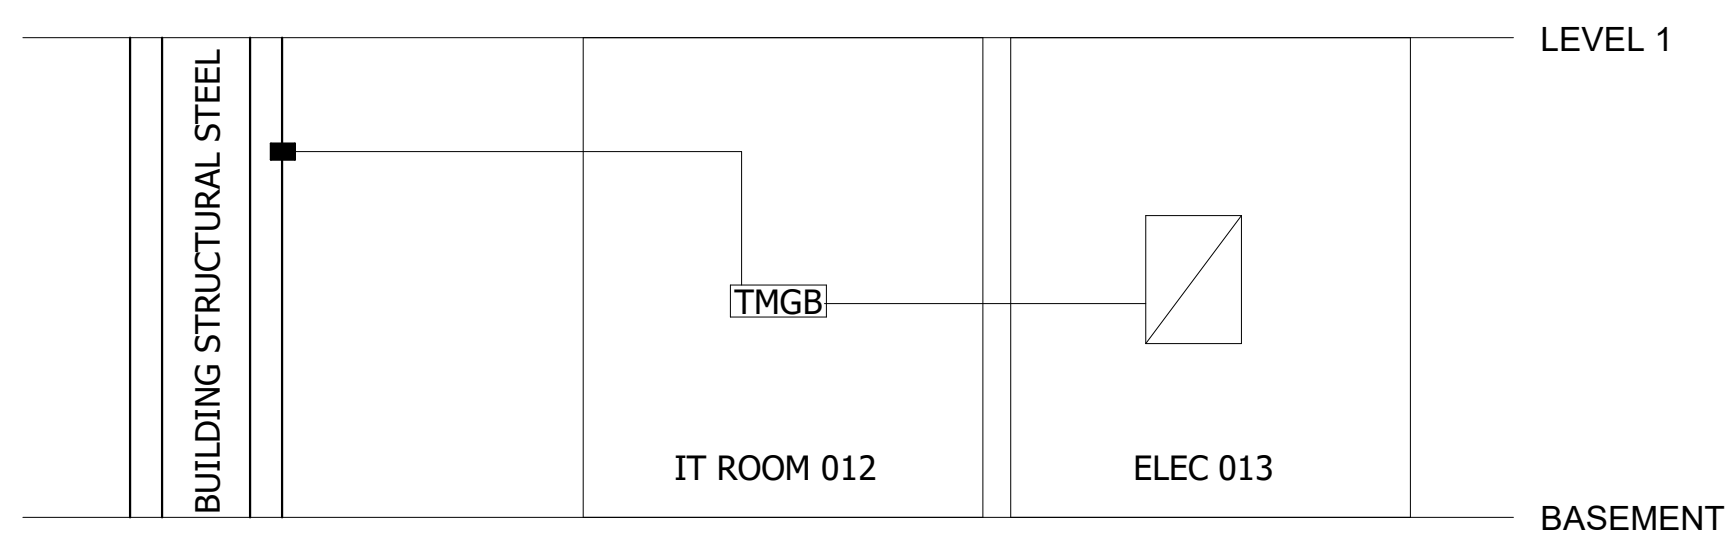 LEVEL 1
BUILDING STRUCTURAL STEEL
TMGB
IT ROOM 012
ELEC 013
BASEMENT